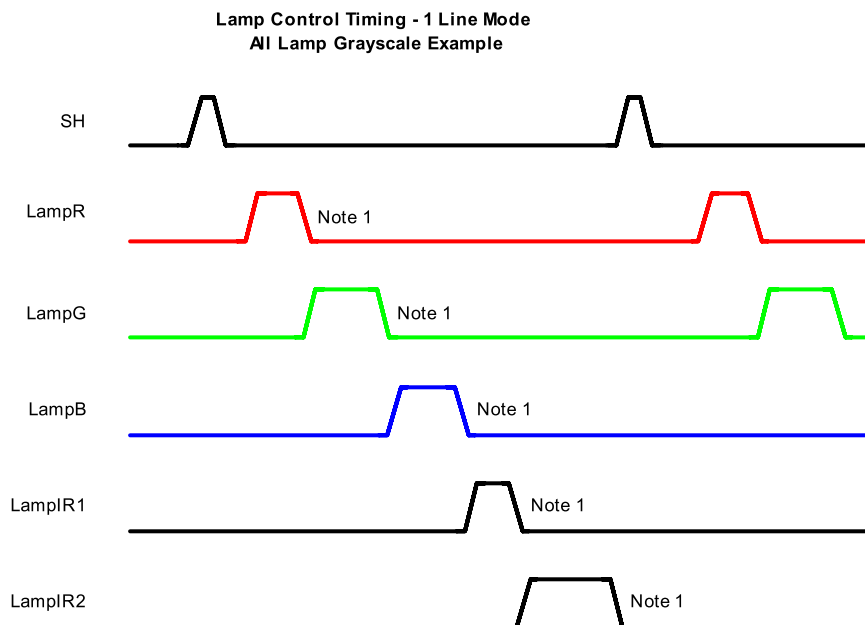 Lamp Control Timing - 1 Line Mode
All Lamp Grayscale Example
SH
LampR
Note 1
LampG
Note 1
LampB
Note 1
LampIR1
Note 1
LampIR2
Note 1